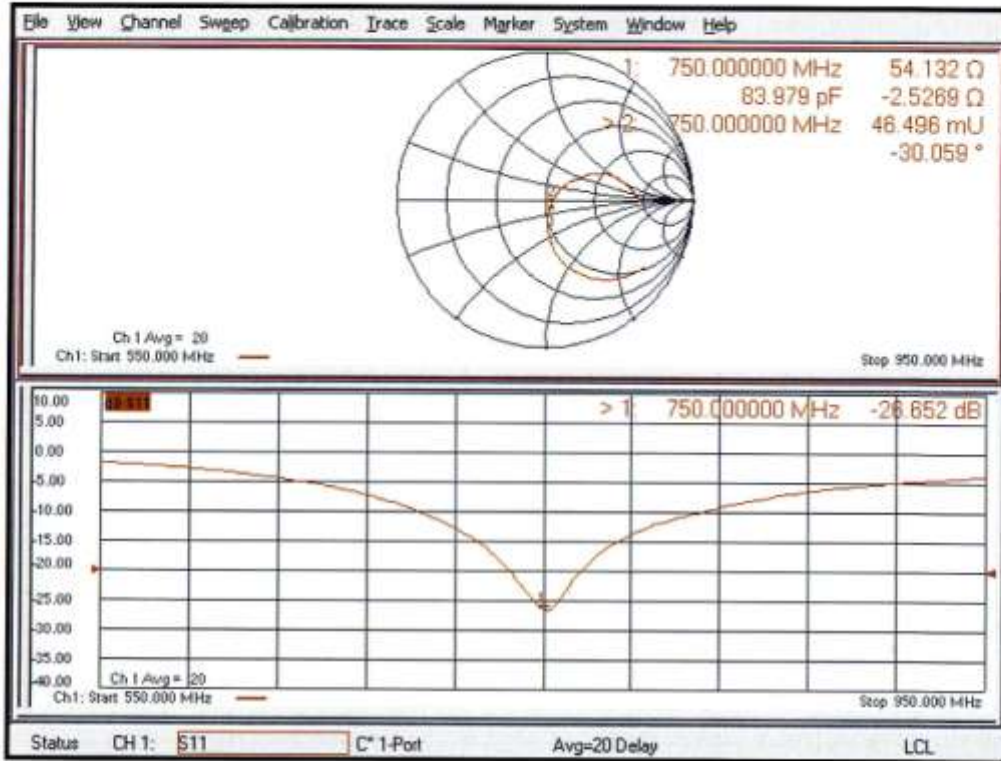 File View Channel Sweep Calibration Trace Scale Marker System Window Help
1: 750.000000 MHz 54.132 Ω
83.979 pF -2.5269 Ω
> 2: 750.000000 MHz 46.496 mU
-30.059 °
Ch 1 Avg = 20
Ch1: Start 550.000 MHz
Stop 950.000 MHz
10.00
dB S11
> 1: 750.000000 MHz -26.652 dB
5.00
0.00
-5.00
-10.00
-15.00
-20.00
-25.00
-30.00
-35.00
-40.00
Ch 1 Avg = 20
Ch1: Start 550.000 MHz
Stop 950.000 MHz
Status CH 1: S11 C* 1-Port Avg=20 Delay LCL